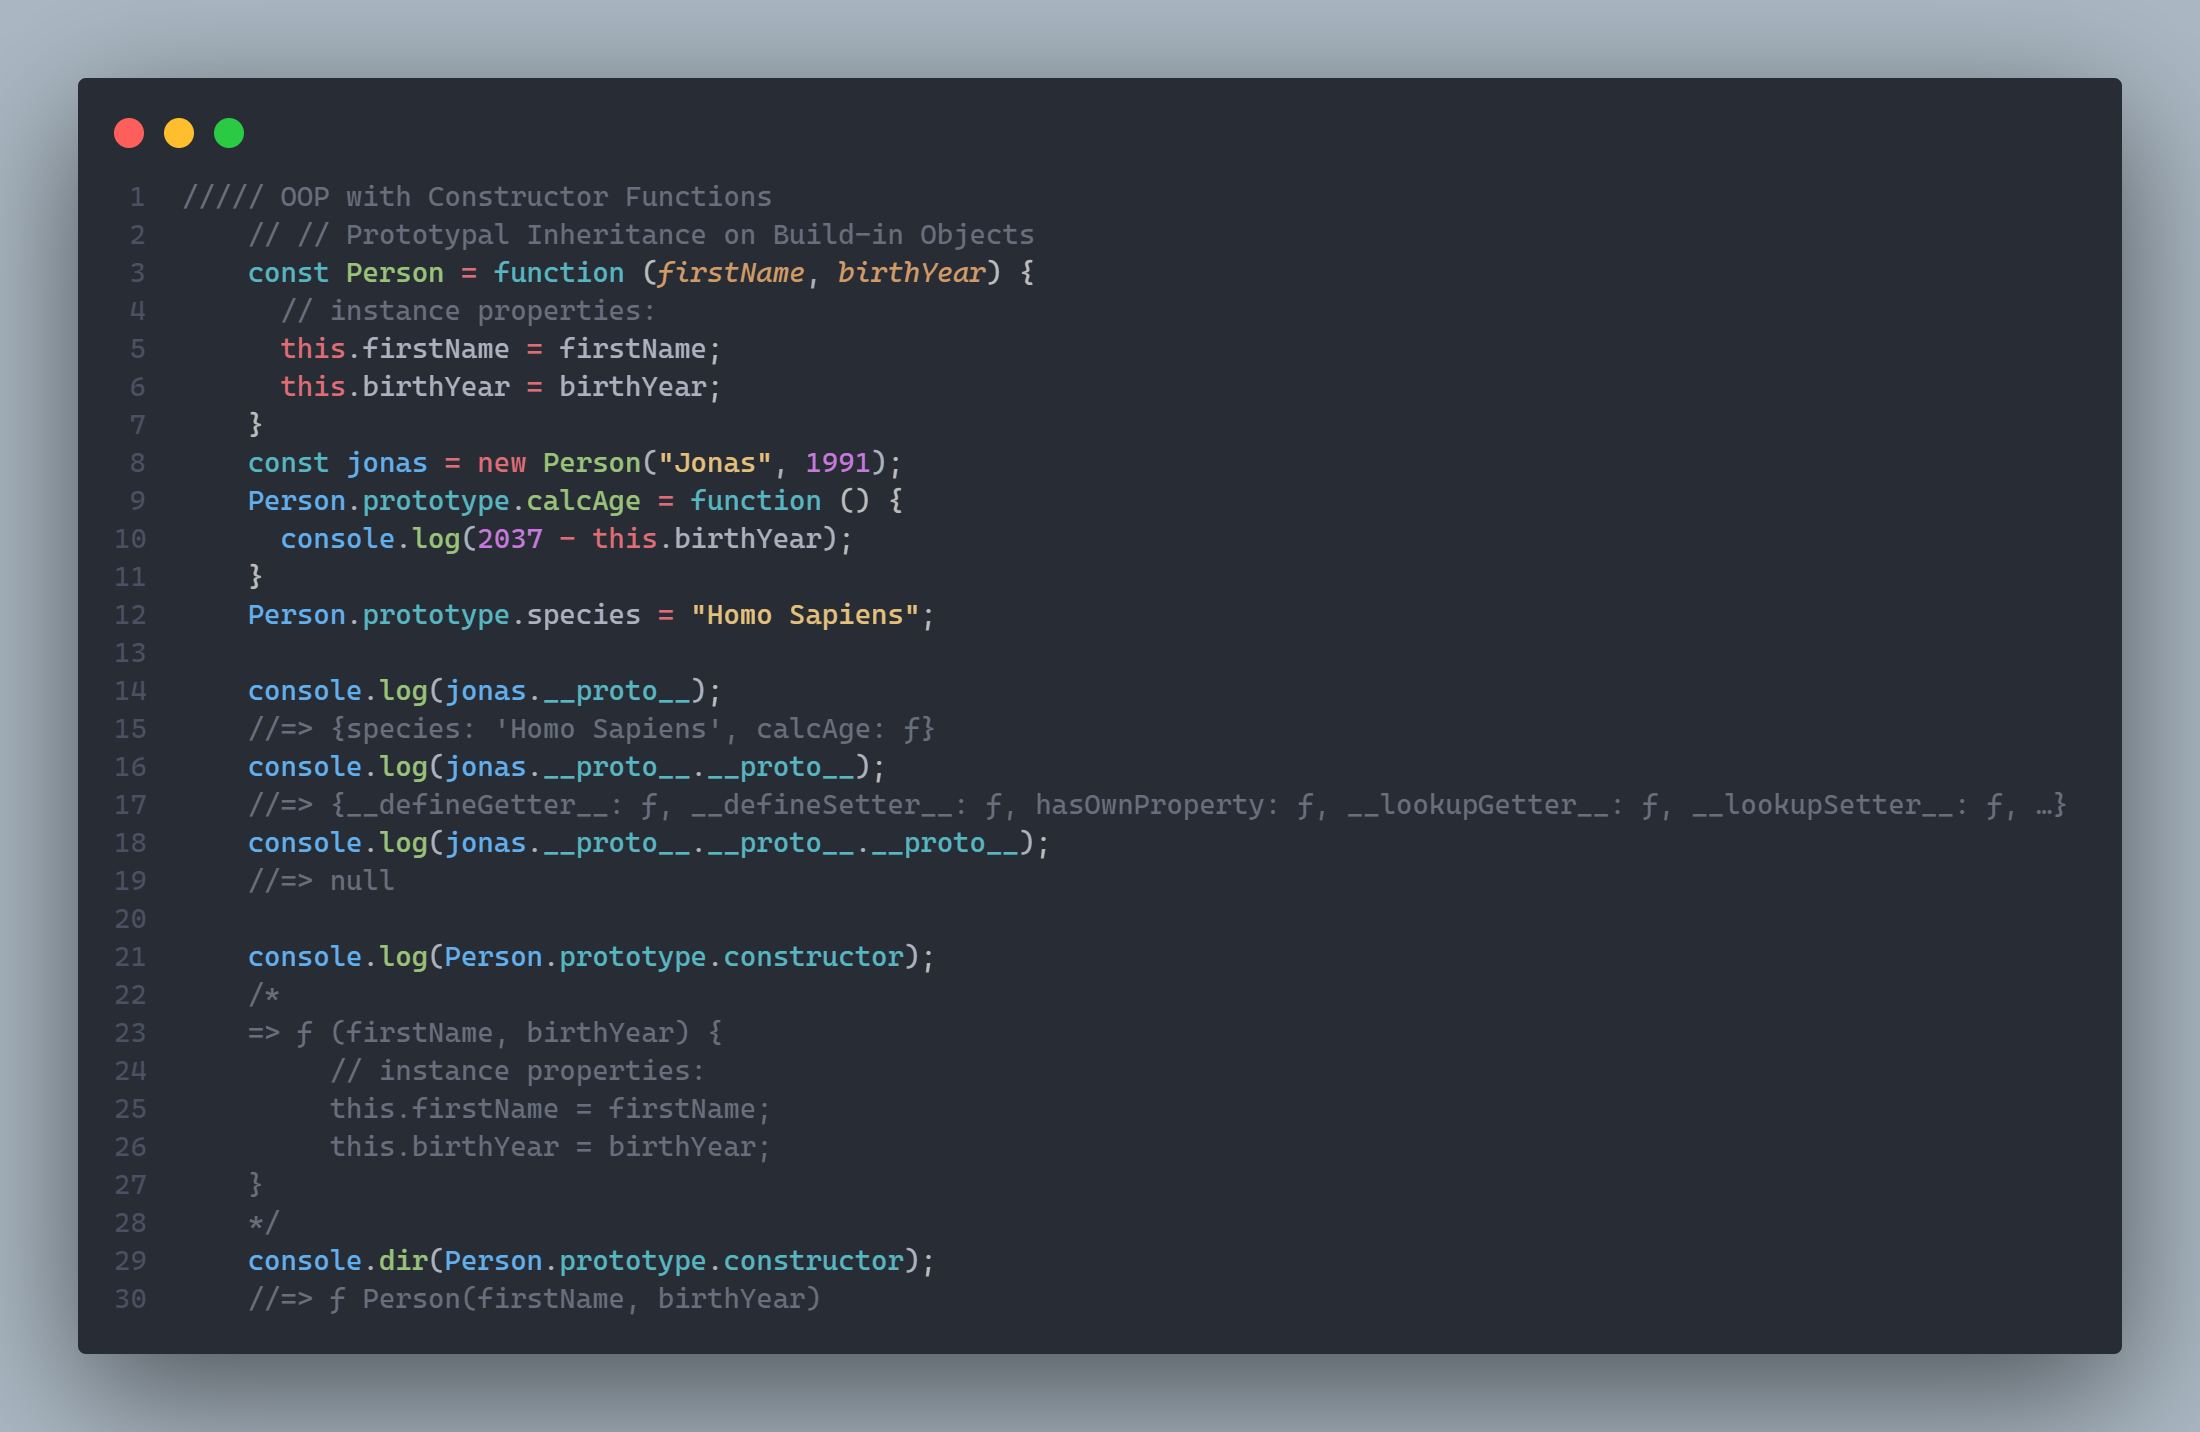 1 ///// OOP with Constructor Functions
2 // // Prototypal Inheritance on Build-in Objects
3 const Person = function (firstName, birthYear) {
4 // instance properties:
5 this.firstName = firstName;
6 this.birthYear = birthYear;
7 }
8 const jonas = new Person("Jonas", 1991);
9 Person.prototype.calcAge = function () {
10 console.log(2037 - this.birthYear);
11 }
12 Person.prototype.species = "Homo Sapiens";
13
14 console.log(jonas.__proto__);
15 //=> {species: 'Homo Sapiens', calcAge: ƒ}
16 console.log(jonas.__proto__.__proto__);
17 //=> {__defineGetter__: ƒ, __defineSetter__: ƒ, hasOwnProperty: ƒ, __lookupGetter__: ƒ, __lookupSetter__: ƒ, …}
18 console.log(jonas.__proto__.__proto__.__proto__);
19 //=> null
20
21 console.log(Person.prototype.constructor);
22 /*
23 => ƒ (firstName, birthYear) {
24 // instance properties:
25 this.firstName = firstName;
26 this.birthYear = birthYear;
27 }
28 */
29 console.dir(Person.prototype.constructor);
30 //=> ƒ Person(firstName, birthYear)